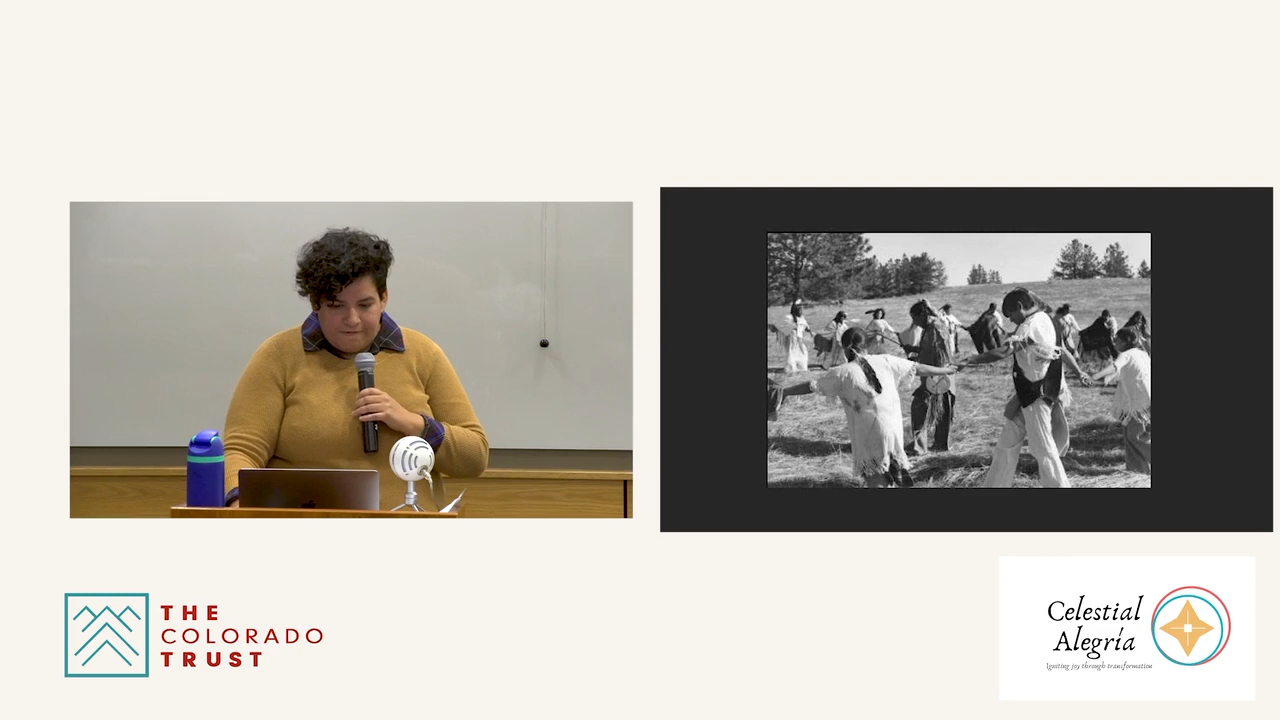 THE
COLORADO
TRUST
Celestial
Alegría
Igniting joy through transformation